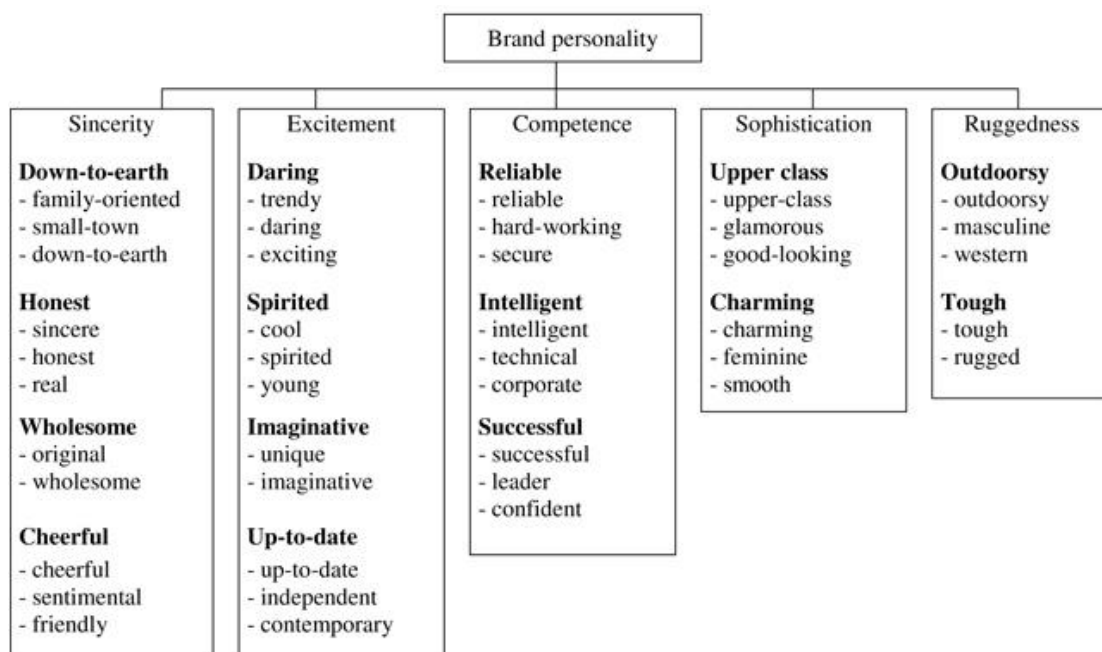 Brand personality
Sincerity
Down-to-earth
- family-oriented
- small-town
- down-to-earth
Honest
- sincere
- honest
- real
Wholesome
- original
- wholesome
Cheerful
- cheerful
- sentimental
- friendly
Excitement
Daring
- trendy
- daring
- exciting
Spirited
- cool
- spirited
- young
Imaginative
- unique
- imaginative
Up-to-date
- up-to-date
- independent
- contemporary
Competence
Reliable
- reliable
- hard-working
- secure
Intelligent
- intelligent
- technical
- corporate
Successful
- successful
- leader
- confident
Sophistication
Upper class
- upper-class
- glamorous
- good-looking
Charming
- charming
- feminine
- smooth
Ruggedness
Outdoorsy
- outdoorsy
- masculine
- western
Tough
- tough
- rugged